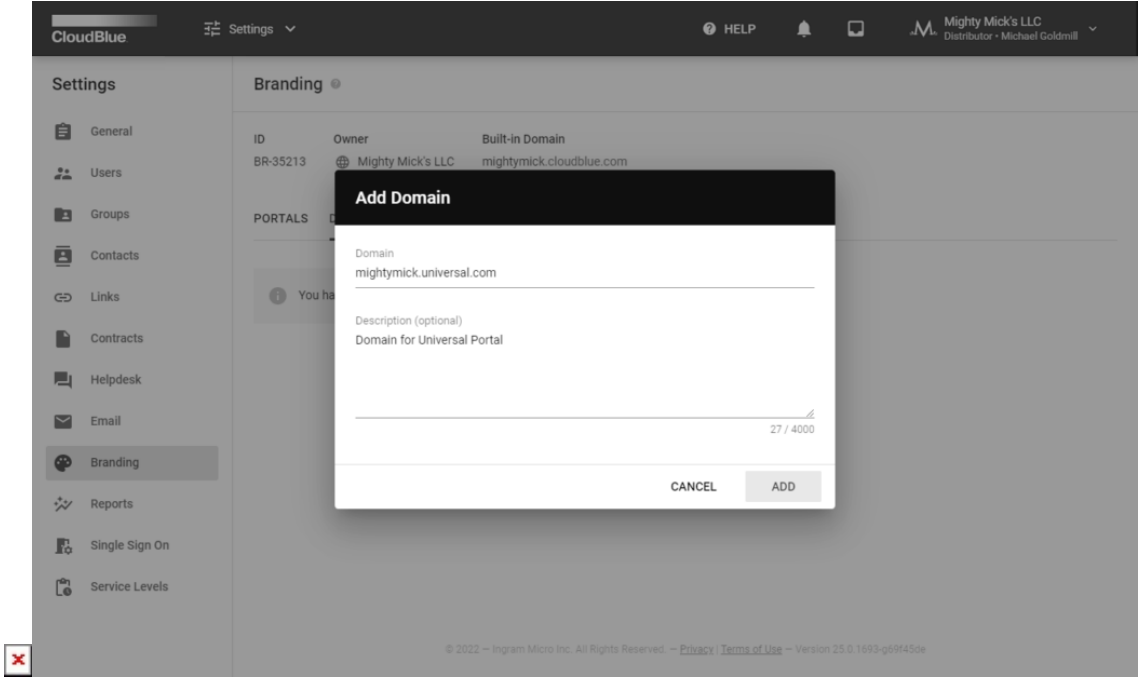 CloudBlue
Settings
HELP
Mighty Mick's LLC
Distributor • Michael Goldmill
Settings
General
Users
Groups
Contacts
Links
Contracts
Helpdesk
Email
Branding
Reports
Single Sign On
Service Levels
Branding
ID Owner Built-in Domain
BR-35213 Mighty Mick's LLC mightymick.cloudblue.com
PORTALS
You
Add Domain
Domain
mightymick.universal.com
Description (optional)
Domain for Universal Portal
27 / 4000
CANCEL ADD
© 2022 — Ingram Micro Inc. All Rights Reserved. — Privacy | Terms of Use — Version 25.0.1693-g69f45de